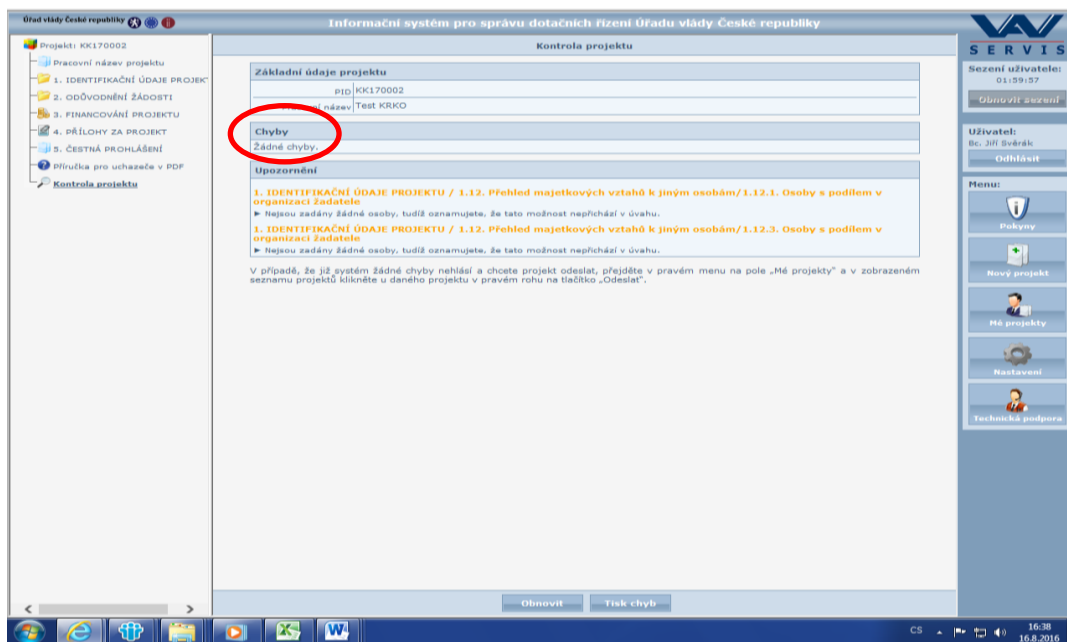 Úřad vlády České republiky
Informační systém pro správu dotačních řízení Úřadu vlády České republiky
Projekt: KK170002
Pracovní název projektu
1. IDENTIFIKAČNÍ ÚDAJE PROJEK
2. ODŮVODNĚNÍ ŽÁDOSTI
3. FINANCOVÁNÍ PROJEKTU
4. PŘÍLOHY ZA PROJEKT
5. ČESTNÁ PROHLÁŠENÍ
Příručka pro uchazeče v PDF
Kontrola projektu
Kontrola projektu
Základní údaje projektu
PID KK170002
Pracovní název Test KRKO
Chyby
Žádné chyby.
Upozornění
1. IDENTIFIKAČNÍ ÚDAJE PROJEKTU / 1.12. Přehled majetkových vztahů k jiným osobám/1.12.1. Osoby s podílem v
organizaci žadatele
► Nejsou zadány žádné osoby, tudíž oznamujete, že tato možnost nepřichází v úvahu.
1. IDENTIFIKAČNÍ ÚDAJE PROJEKTU / 1.12. Přehled majetkových vztahů k jiným osobám/1.12.3. Osoby s podílem v
organizaci žadatele
► Nejsou zadány žádné osoby, tudíž oznamujete, že tato možnost nepřichází v úvahu.
V případě, že již systém žádné chyby nehlásí a chcete projekt odeslat, přejděte v pravém menu na pole „Mé projekty" a v zobrazeném
seznamu projektů klikněte u daného projektu v pravém rohu na tlačítko „Odeslat".
Obnovit
Tisk chyb
VAV
SERVIS
Sezení uživatele:
01:59:57
Obnovit sezení
Uživatel:
Bc. Jiří Svěrák
Odhlásit
Menu:
Pokyny
Nový projekt
Mé projekty
Nastavení
Technická podpora
CS
16:38
16.8.2016